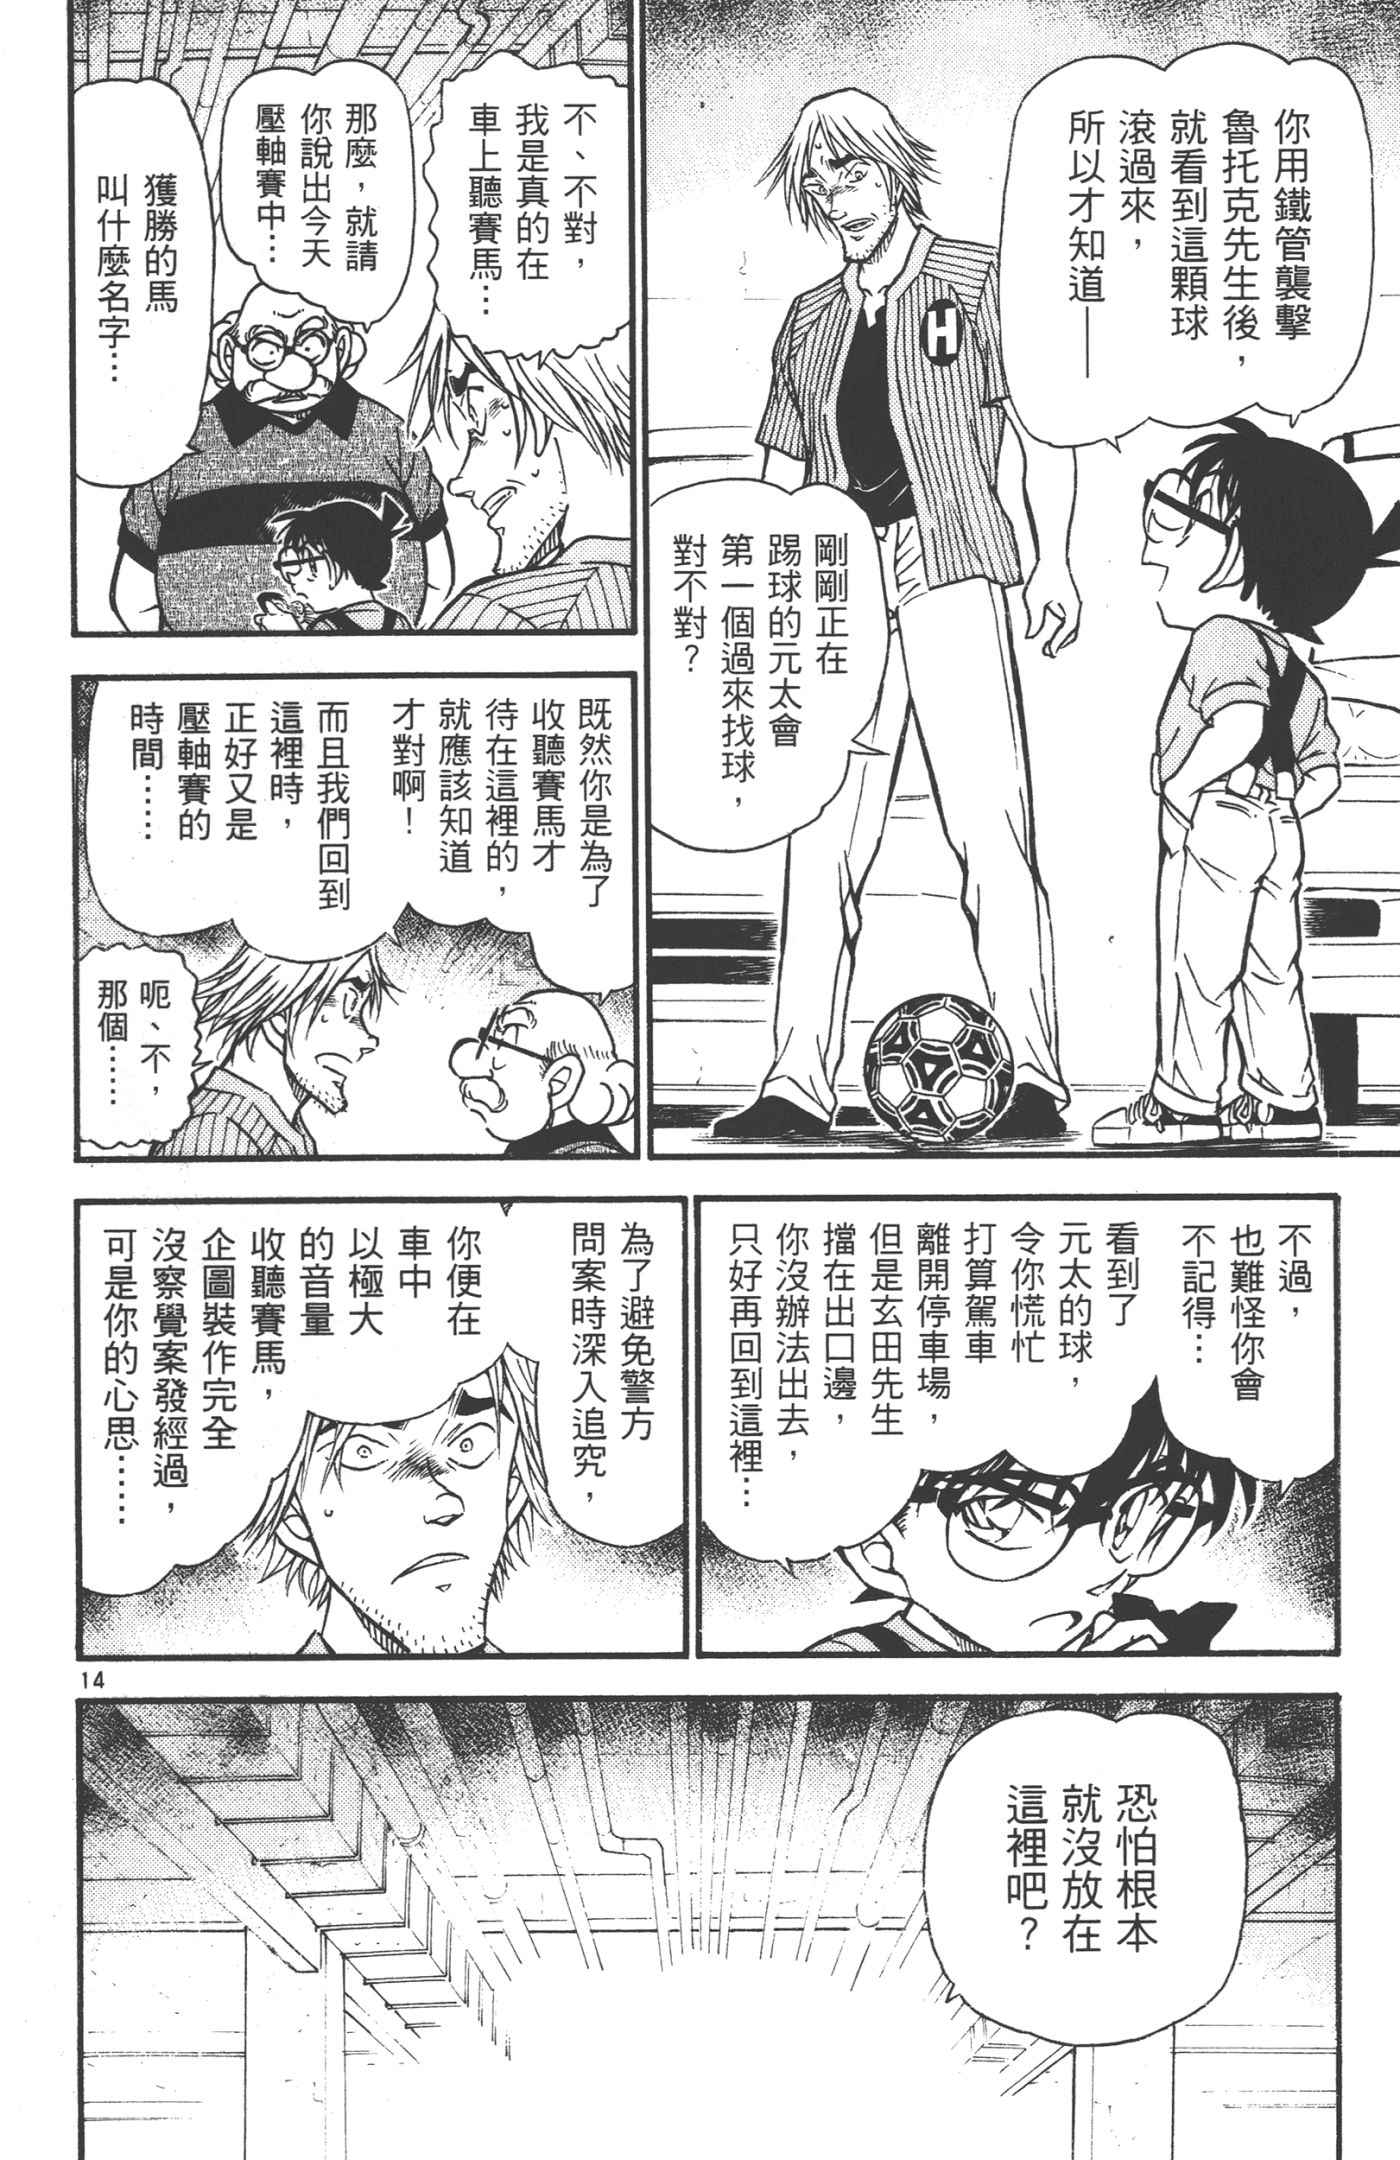 你用鐵管襲擊
魯托克先生後，
就看到這顆球
滾過來，
所以才知道——
剛剛正在
踢球的元太會
第一個過來找球，
對不對？
H
不、不對，
我是真的在
車上聽賽馬…
那麼，就請
你說出今天
壓軸賽中…
獲勝的馬
叫什麼名字…
既然你是為了
收聽賽馬才
待在這裡的，
就應該知道
才對啊！
而且我們回到
這裡時，
正好又是
壓軸賽的
時間……
呃、不，
那個……
不過，
也難怪你會
不記得…
看到了
元太的球，
令你慌忙
打算駕車
離開停車場，
但是玄田先生
擋在出口邊，
你沒辦法出去，
只好再回到這裡…
為了避免警方
問案時深入追究，
你便在
車中
以極大
的音量
收聽賽馬，
企圖裝作完全
沒察覺案發經過，
可是你的心思……
14
恐怕根本
就沒放在
這裡吧？